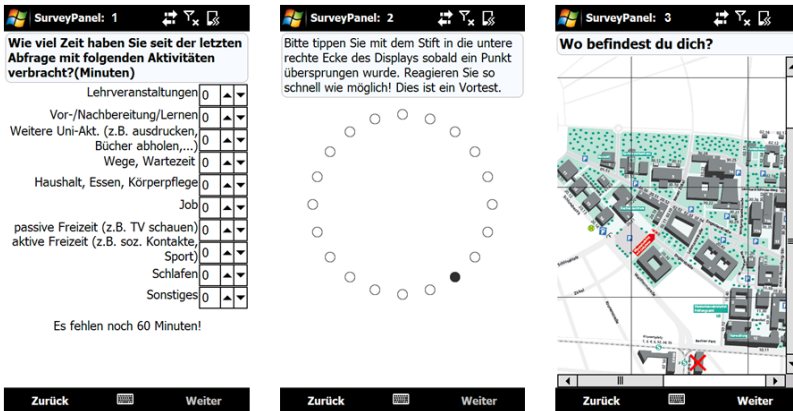 SurveyPanel: 1
Wie viel Zeit haben Sie seit der letzten
Abfrage mit folgenden Aktivitäten
verbracht?(Minuten)
Lehrveranstaltungen 0
Vor-/Nachbereitung/Lernen 0
Weitere Uni-Akt. (z.B. ausdrucken,
Bücher abholen,...) 0
Wege, Wartezeit 0
Haushalt, Essen, Körperpflege 0
Job 0
passive Freizeit (z.B. TV schauen) 0
aktive Freizeit (z.B. soz. Kontakte,
Sport) 0
Schlafen 0
Sonstiges 0
Es fehlen noch 60 Minuten!
Zurück Weiter
SurveyPanel: 2
Bitte tippen Sie mit dem Stift in die untere
rechte Ecke des Displays sobald ein Punkt
übersprungen wurde. Reagieren Sie so
schnell wie möglich! Dies ist ein Vortest.
Zurück Weiter
SurveyPanel: 3
Wo befindest du dich?
Zurück Weiter